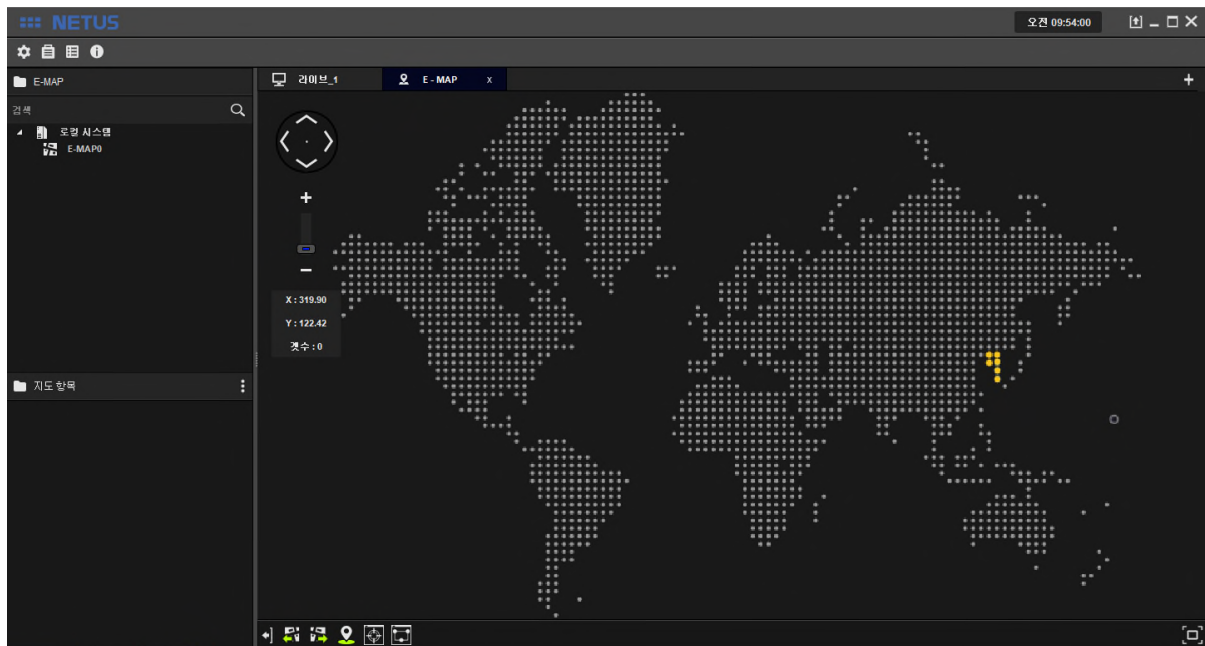 NETUS
오전 09:54:00
E-MAP
라이브_1
E - MAP
X
검색
로컬 시스템
E-MAP0
X : 319.90
Y : 122.42
겟수 : 0
지도 항목